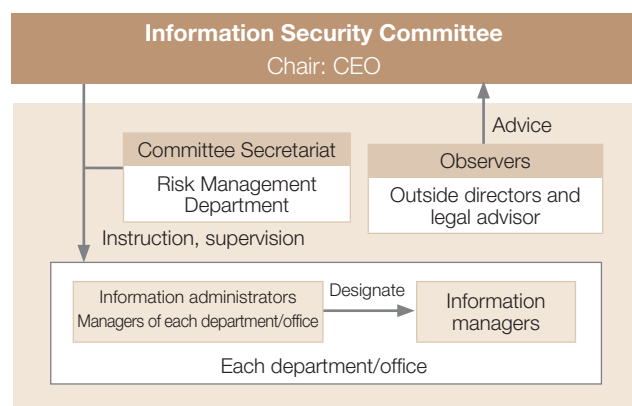 Information Security Committee
Chair: CEO
Advice
Committee Secretariat
Risk Management
Department
Observers
Outside directors and
legal advisor
Instruction, supervision
Information administrators
Managers of each department/office
Designate
Information
managers
Each department/office